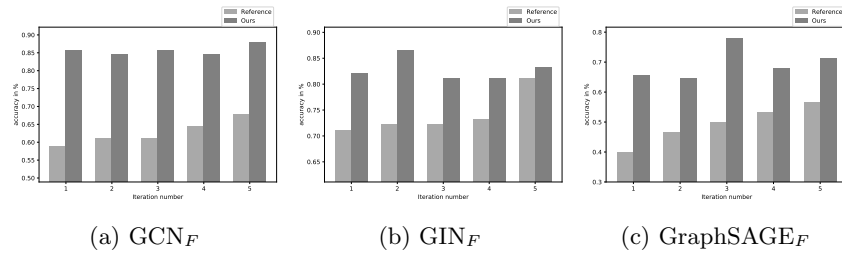 Reference
Ours
accuracy in %
0.90
0.85
0.80
0.75
0.70
0.65
0.60
0.55
0.50
1 2 3 4 5
Iteration number
(a) GCN_F
Reference
Ours
accuracy in %
0.90
0.85
0.80
0.75
0.70
0.65
1 2 3 4 5
Iteration number
(b) GIN_F
Reference
Ours
accuracy in %
0.8
0.7
0.6
0.5
0.4
0.3
1 2 3 4 5
Iteration number
(c) GraphSAGE_F